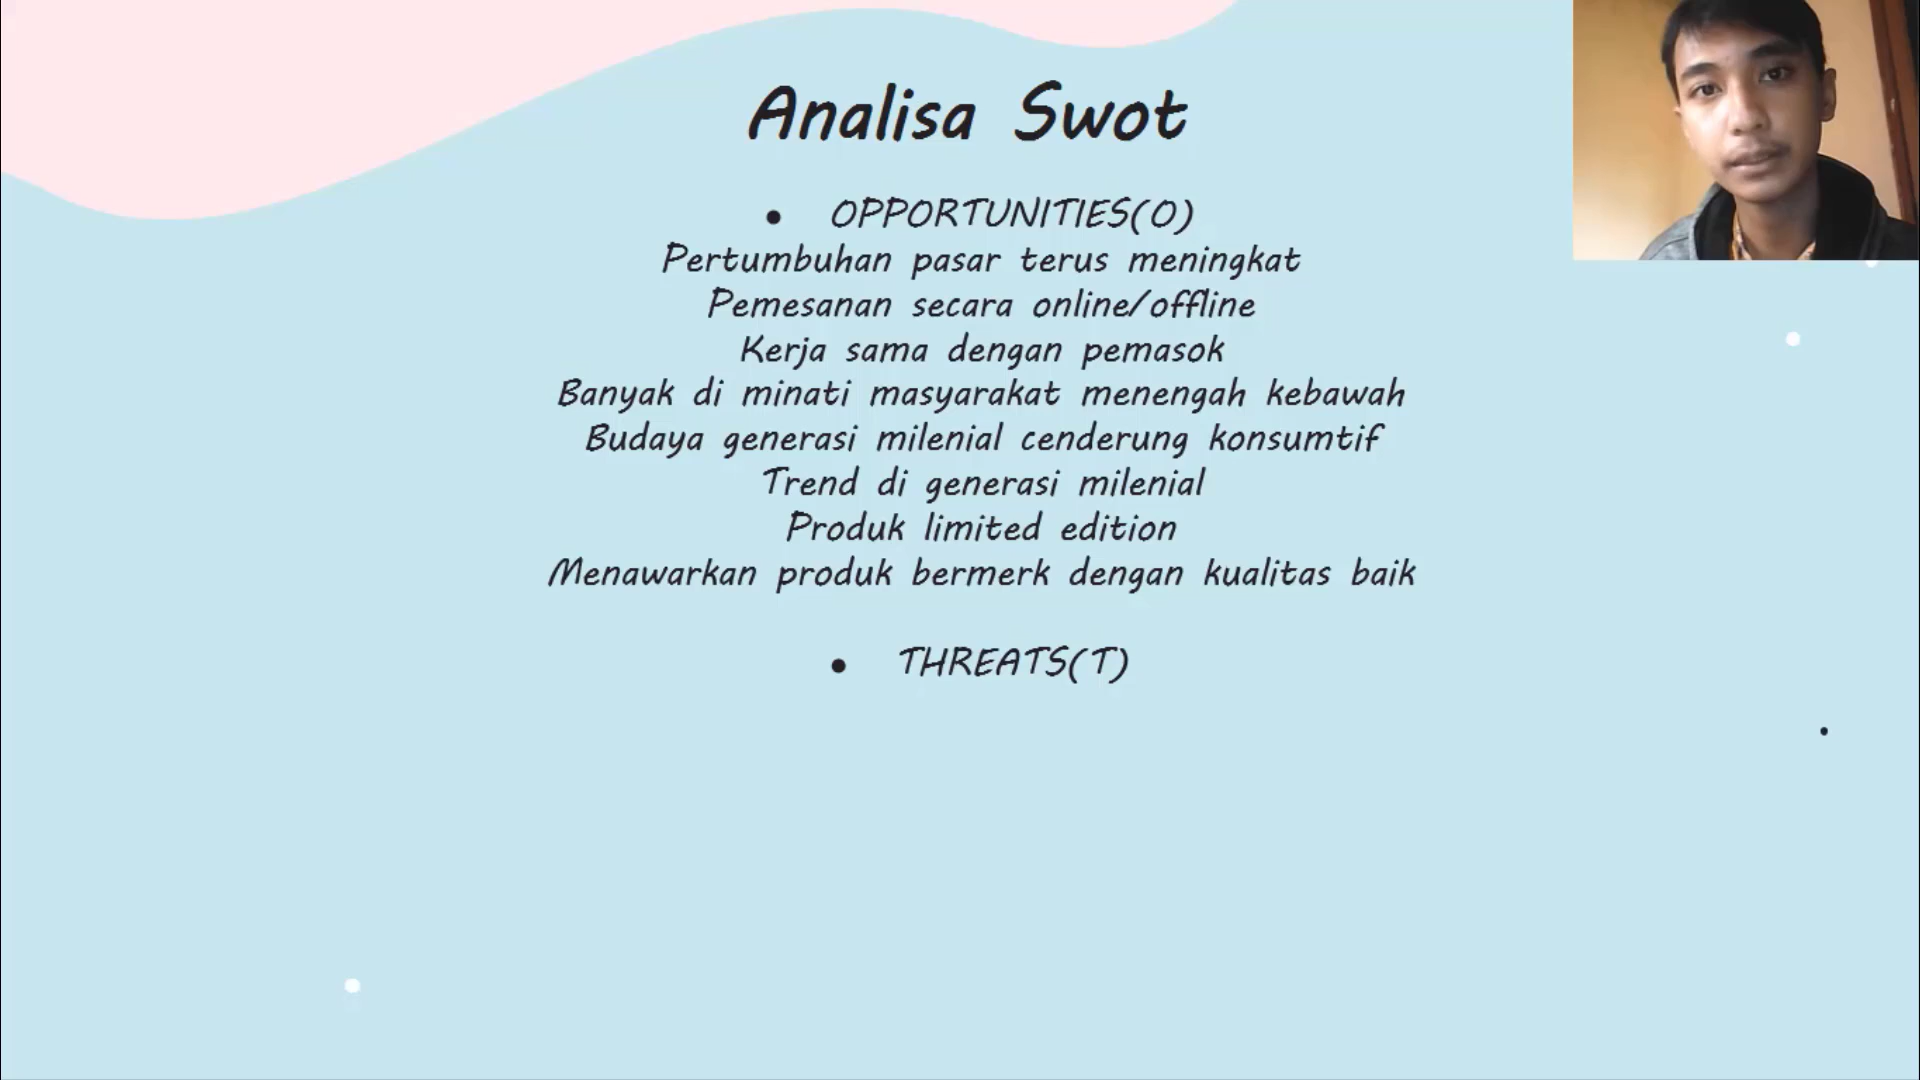 Analisa Swot
• OPPORTUNITIES(O)
Pertumbuhan pasar terus meningkat
Pemesanan secara online/offline
Kerja sama dengan pemasok
Banyak di minati masyarakat menengah kebawah
Budaya generasi milenial cenderung konsumtif
Trend di generasi milenial
Produk limited edition
Menawarkan produk bermerk dengan kualitas baik
• THREATS(T)